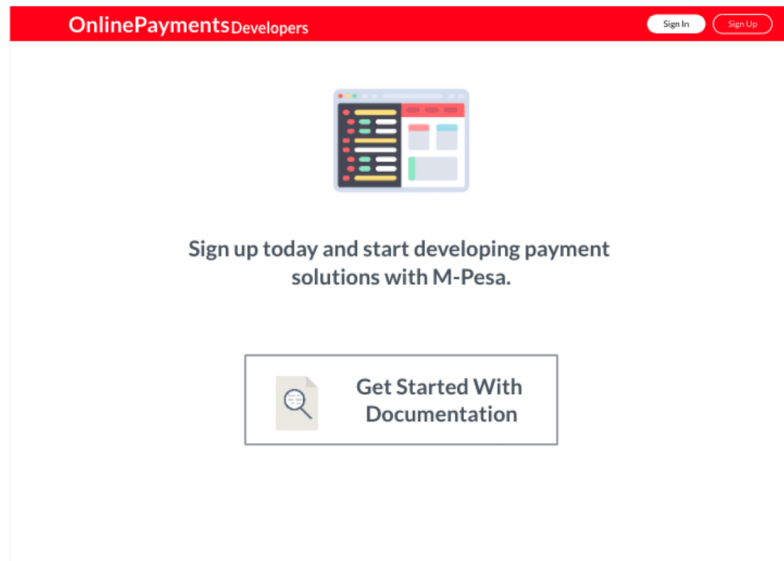 OnlinePayments Developers
Sign In
Sign Up
Sign up today and start developing payment
solutions with M-Pesa.
Get Started With
Documentation